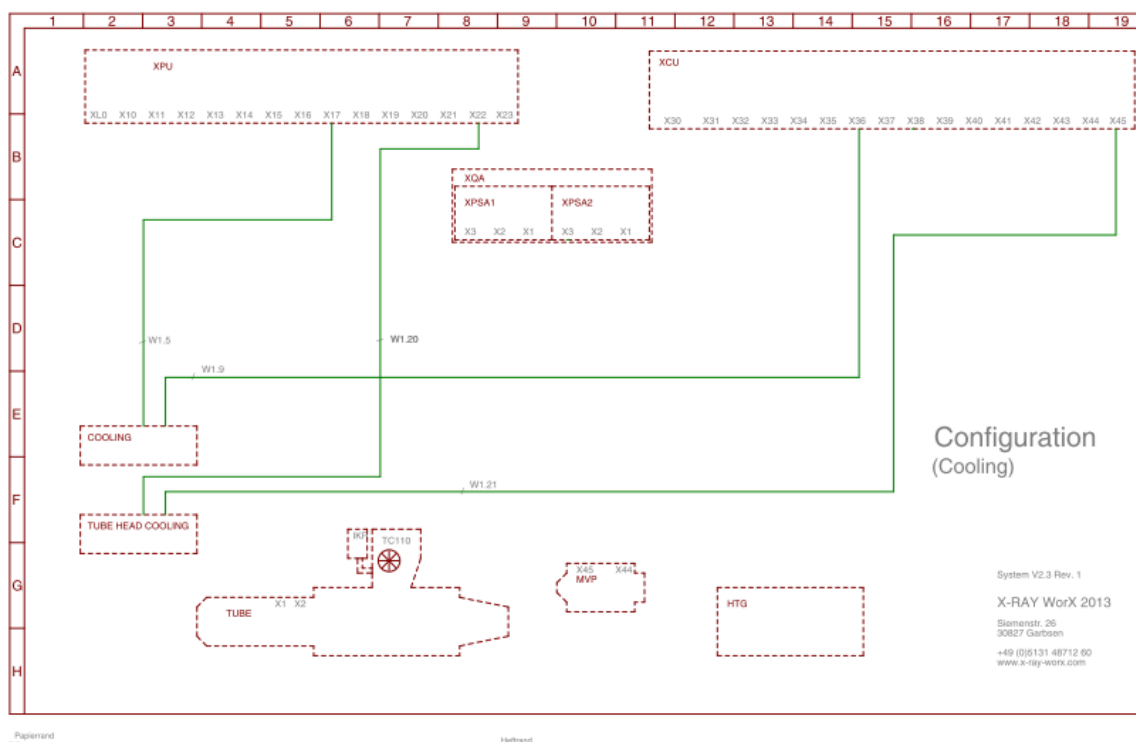 1 2 3 4 5 6 7 8 9 10 11 12 13 14 15 16 17 18 19
A
XPU
XCU
XL0 X10 X11 X12 X13 X14 X15 X16 X17 X18 X19 X20 X21 X22 X23
X30 X31 X32 X33 X34 X35 X36 X37 X38 X39 X40 X41 X42 X43 X44 X45
B
XQA
XPSA1 XPSA2
C
X3 X2 X1 X3 X2 X1
D
W1.5
W1.20
W1.9
E
COOLING
Configuration
(Cooling)
W1.21
F
TUBE HEAD COOLING
IKR TC110
G
X45 X44
MVP
System V2.3 Rev. 1
X1 X2
TUBE
HTG
X-RAY WorX 2013
Siemenstr. 26
30827 Garbsen
+49 (0)5131 48712 60
www.x-ray-worx.com
H
Papierrand
Heftrand